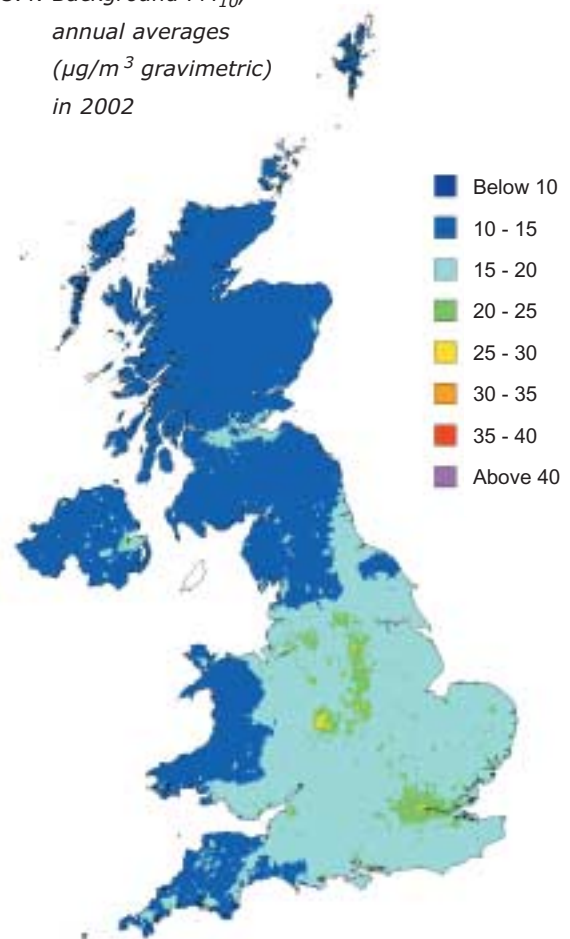 Background PM10,
annual averages
(µg/m³ gravimetric)
in 2002
Below 10
10 - 15
15 - 20
20 - 25
25 - 30
30 - 35
35 - 40
Above 40